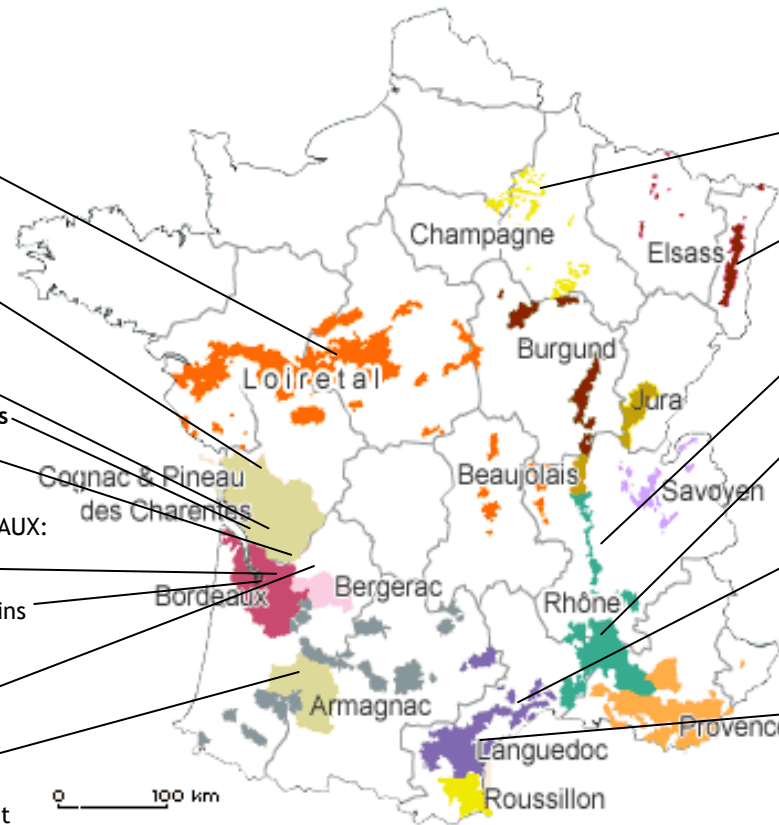 Champagne
Elsass
Burgund
Loiretal
Jura
s
Beaujolais
Cognac & Pineau
des Charentes
Savoyen
AUX:
Bergerac
Bordeaux
Rhône
ins
Armagnac
Provence
Languedoc
0 100 km
Roussillon
t